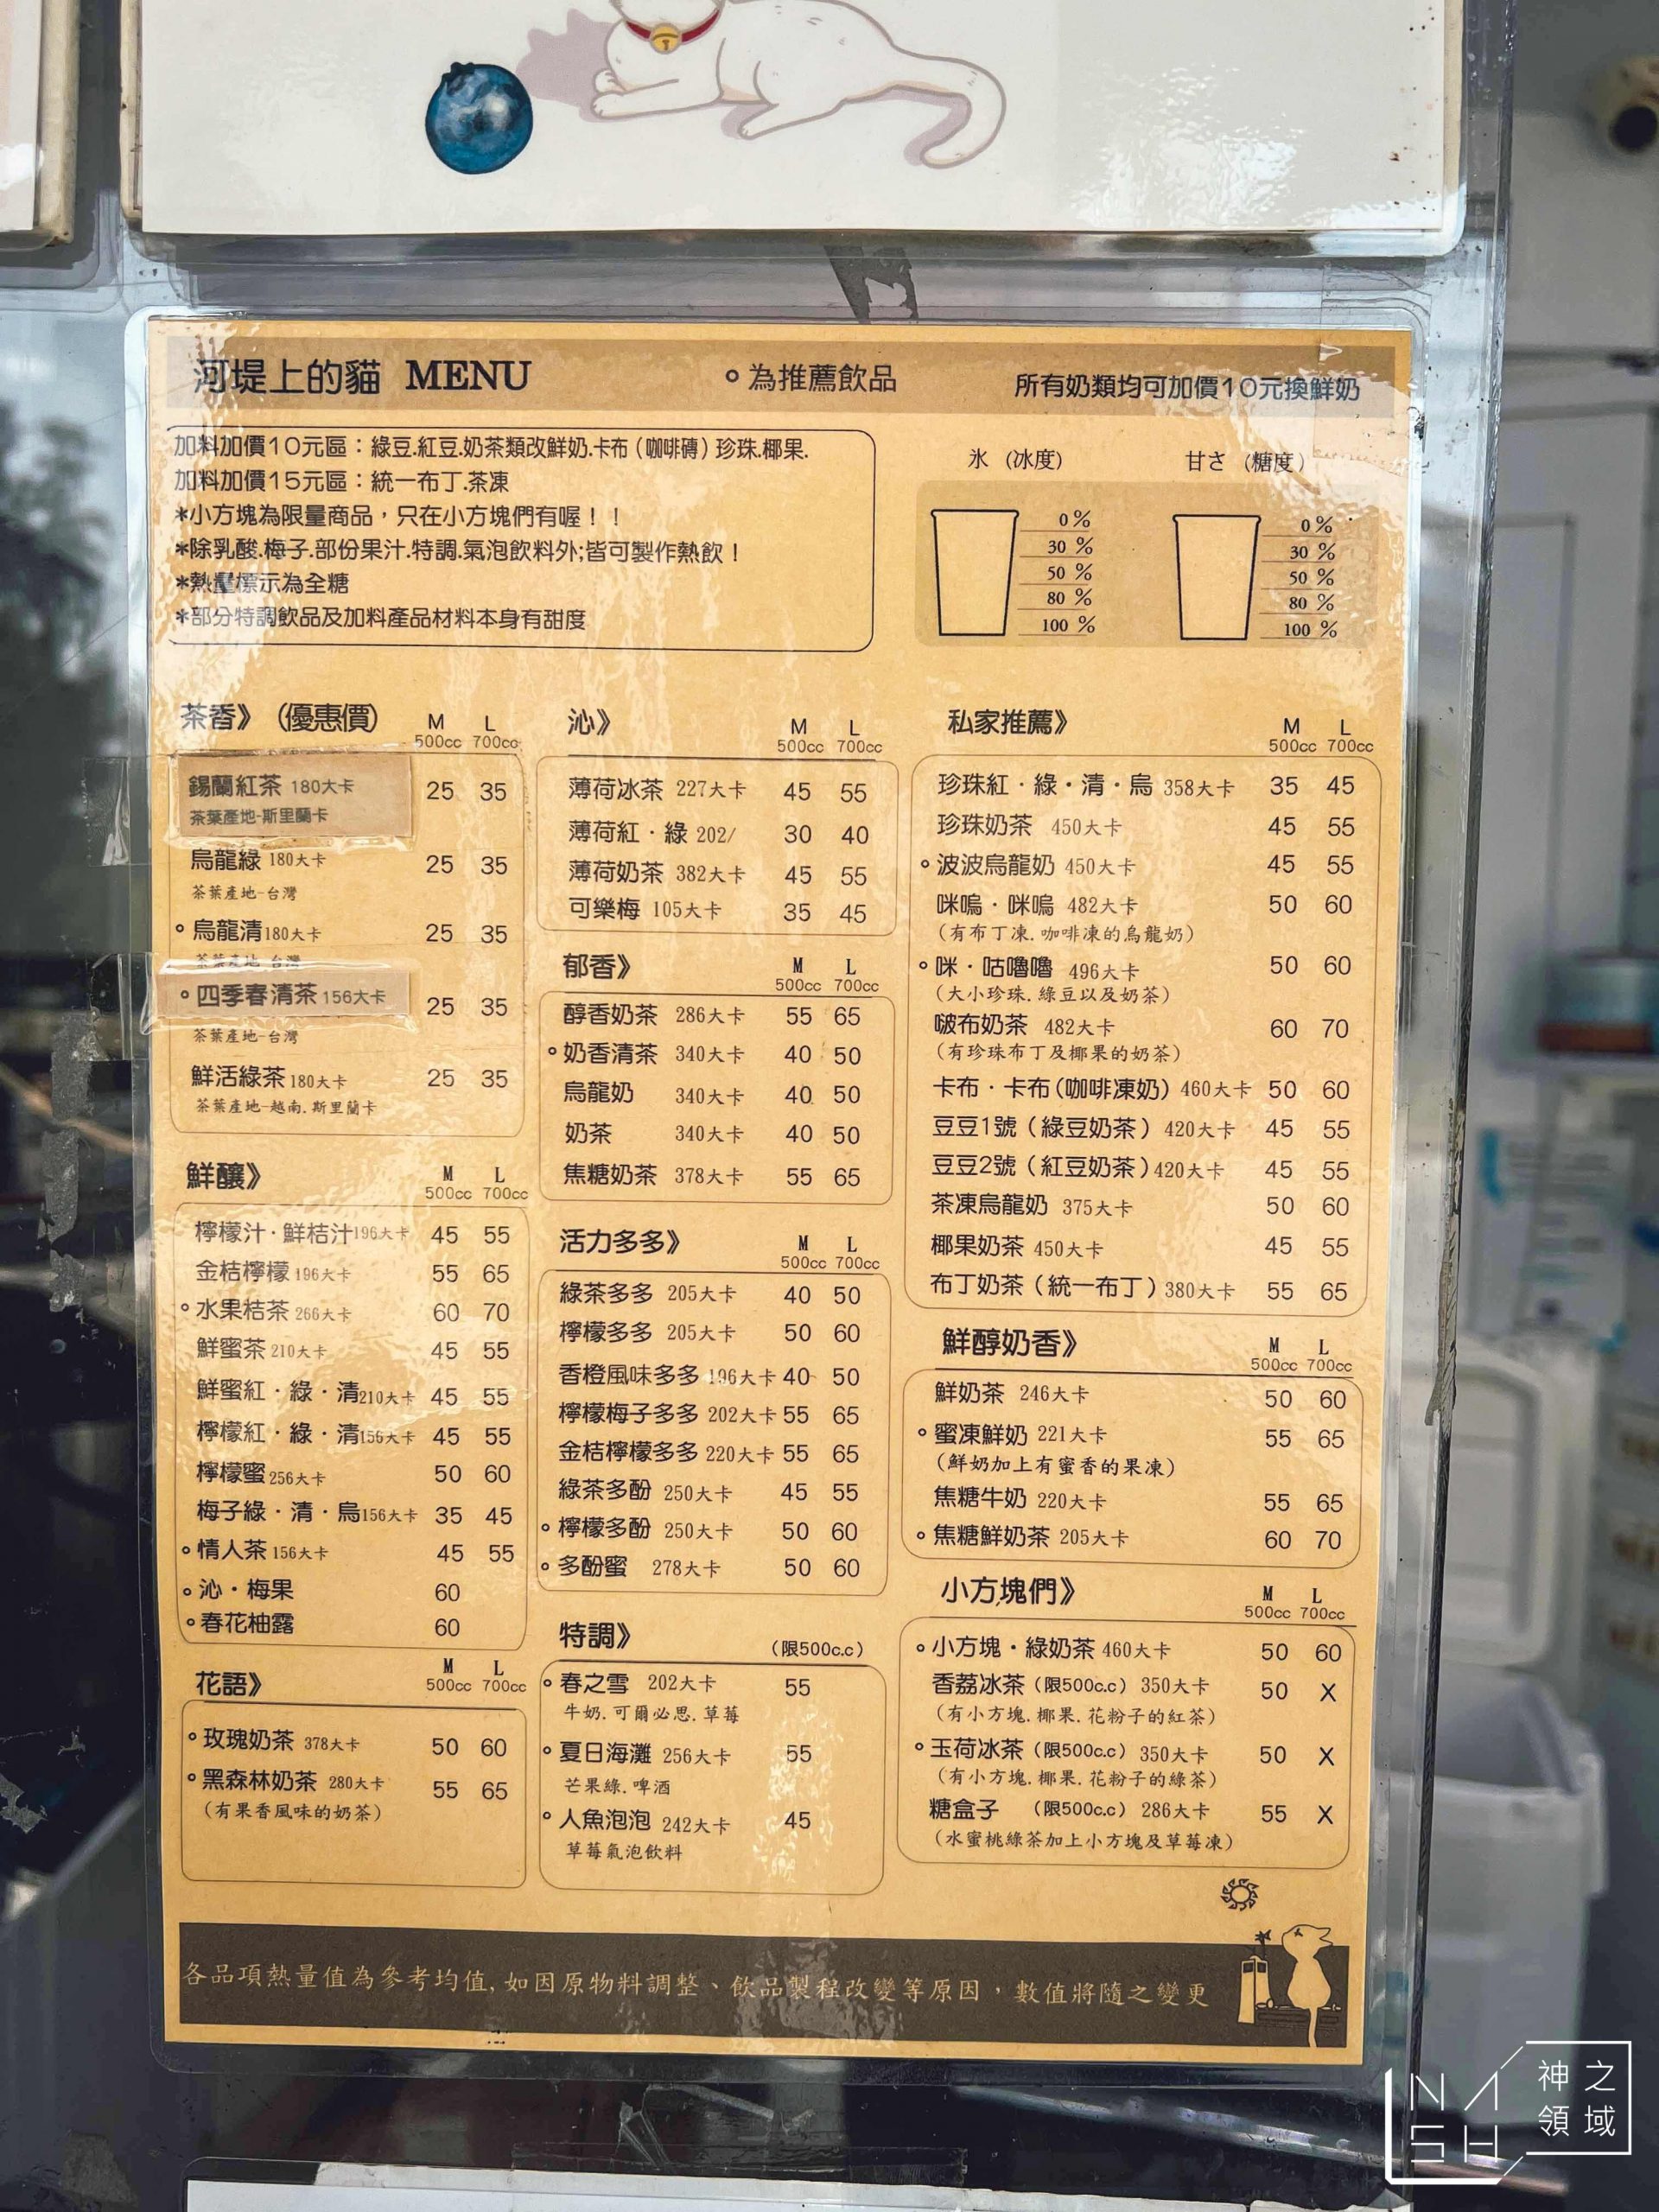 河堤上的貓 MENU
○為推薦飲品
所有奶類均可加價10元換鮮奶
加料加價10元區：綠豆.紅豆.奶茶類改鮮奶.卡布（咖啡磚）珍珠.椰果.
加料加價15元區：統一布丁.茶凍
*小方塊為限量商品，只在小方塊們有喔！！
*除乳酸.梅子.部份果汁.特調.氣泡飲料外;皆可製作熱飲！
*熱量標示為全糖
*部分特調飲品及加料產品材料本身有甜度
氷（冰度）
0%
30 %
50 %
80 %
100 %
甘さ（糖度）
0%
30 %
50 %
80 %
100 %
茶香》（優惠價） M 500cc L 700cc
錫蘭紅茶 180大卡 25 35
茶葉產地-斯里蘭卡
烏龍綠 180大卡 25 35
茶葉產地-台灣
○烏龍清 180大卡 25 35
茶葉產地-台灣
○四季春清茶 156大卡 25 35
茶葉產地-台灣
鮮活綠茶 180大卡 25 35
茶葉產地-越南.斯里蘭卡
鮮釀》 M 500cc L 700cc
檸檬汁·鮮桔汁 196大卡 45 55
金桔檸檬 196大卡 55 65
○水果桔茶 266大卡 60 70
鮮蜜茶 210大卡 45 55
鮮蜜紅·綠·清 210大卡 45 55
檸檬紅·綠·清 156大卡 45 55
檸檬蜜 256大卡 50 60
梅子綠·清·烏 156大卡 35 45
○情人茶 156大卡 45 55
○沁·梅果 60
○春花柚露 60
花語》 M 500cc L 700cc
○玫瑰奶茶 378大卡 50 60
○黑森林奶茶 280大卡 55 65
（有果香風味的奶茶）
沁》 M 500cc L 700cc
薄荷冰茶 227大卡 45 55
薄荷紅·綠 202/ 30 40
薄荷奶茶 382大卡 45 55
可樂梅 105大卡 35 45
郁香》 M 500cc L 700cc
醇香奶茶 286大卡 55 65
○奶香清茶 340大卡 40 50
烏龍奶 340大卡 40 50
奶茶 340大卡 40 50
焦糖奶茶 378大卡 55 65
活力多多》 M 500cc L 700cc
綠茶多多 205大卡 40 50
檸檬多多 205大卡 50 60
香橙風味多多 196大卡 40 50
檸檬梅子多多 202大卡 55 65
金桔檸檬多多 220大卡 55 65
綠茶多酚 250大卡 45 55
○檸檬多酚 250大卡 50 60
○多酚蜜 278大卡 50 60
特調》（限500c.c）
○春之雪 202大卡 55
牛奶.可爾必思.草莓
○夏日海灘 256大卡 55
芒果綠.啤酒
○人魚泡泡 242大卡 45
草莓氣泡飲料
私家推薦》 M 500cc L 700cc
珍珠紅·綠·清·烏 358大卡 35 45
珍珠奶茶 450大卡 45 55
○波波烏龍奶 450大卡 45 55
咪嗚·咪嗚 482大卡 50 60
（有布丁凍.咖啡凍的烏龍奶）
○咪·咕嚕嚕 496大卡 50 60
（大小珍珠.綠豆以及奶茶）
啵布奶茶 482大卡 60 70
（有珍珠布丁及椰果的奶茶）
卡布·卡布（咖啡凍奶）460大卡 50 60
豆豆1號（綠豆奶茶）420大卡 45 55
豆豆2號（紅豆奶茶）420大卡 45 55
茶凍烏龍奶 375大卡 50 60
椰果奶茶 450大卡 45 55
布丁奶茶（統一布丁）380大卡 55 65
鮮醇奶香》 M 500cc L 700cc
鮮奶茶 246大卡 50 60
○蜜凍鮮奶 221大卡 55 65
（鮮奶加上有蜜香的果凍）
焦糖牛奶 220大卡 55 65
○焦糖鮮奶茶 205大卡 60 70
小方塊們》 M 500cc L 700cc
○小方塊·綠奶茶 460大卡 50 60
香荔冰茶（限500c.c）350大卡 50 X
（有小方塊.椰果.花粉子的紅茶）
○玉荷冰茶（限500c.c）350大卡 50 X
（有小方塊.椰果.花粉子的綠茶）
糖盒子（限500c.c）286大卡 55 X
（水蜜桃綠茶加上小方塊及草莓凍）
各品項熱量值為參考均值,如因原物料調整、飲品製程改變等原因，數值將隨之變更
NASH
神之
領域